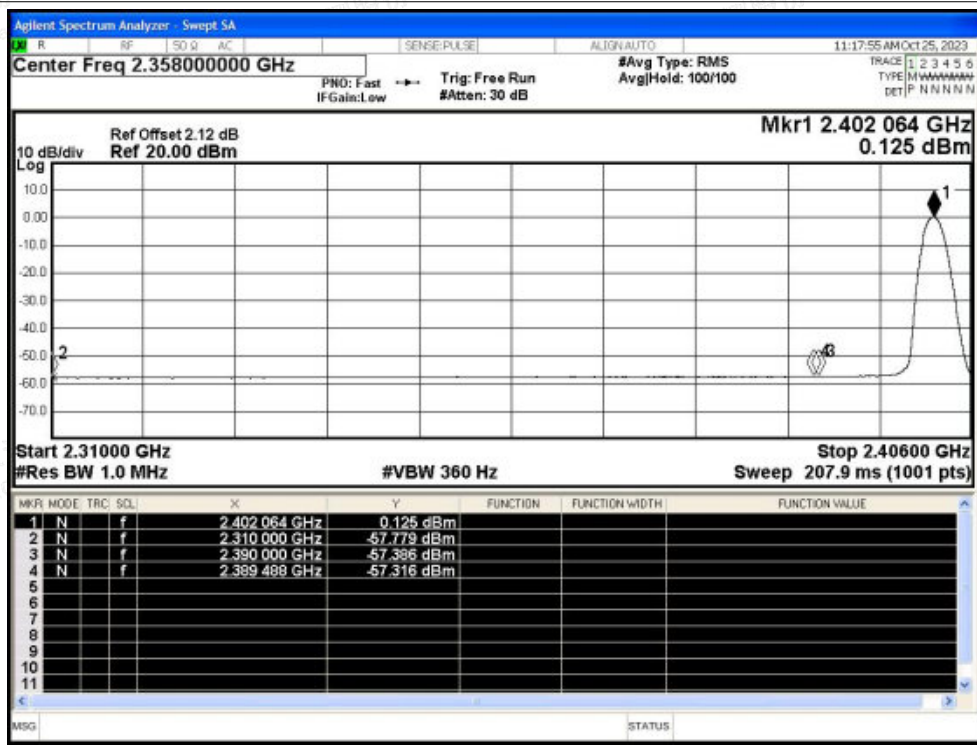 Agilent Spectrum Analyzer - Swept SA
R RF 50 Ω AC SENSE:PULSE ALIGN AUTO 11:17:55 AM Oct 25, 2023
Center Freq 2.358000000 GHz
PNO: Fast
IFGain:Low
Trig: Free Run
#Atten: 30 dB
#Avg Type: RMS
Avg|Hold: 100/100
TRACE 1 2 3 4 5 6
TYPE M
DET P N N N N N
Ref Offset 2.12 dB
10 dB/div Ref 20.00 dBm
Log
Mkr1 2.402 064 GHz
0.125 dBm
10.0
0.00
-10.0
-20.0
-30.0
-40.0
-50.0
-60.0
-70.0
1
2
43
Start 2.31000 GHz Stop 2.40600 GHz
#Res BW 1.0 MHz #VBW 360 Hz Sweep 207.9 ms (1001 pts)
MKR MODE TRC SCL X Y FUNCTION FUNCTION WIDTH FUNCTION VALUE
1 N f 2.402 064 GHz 0.125 dBm
2 N f 2.310 000 GHz -57.779 dBm
3 N f 2.390 000 GHz -57.386 dBm
4 N f 2.389 488 GHz -57.316 dBm
5
6
7
8
9
10
11
MSG STATUS